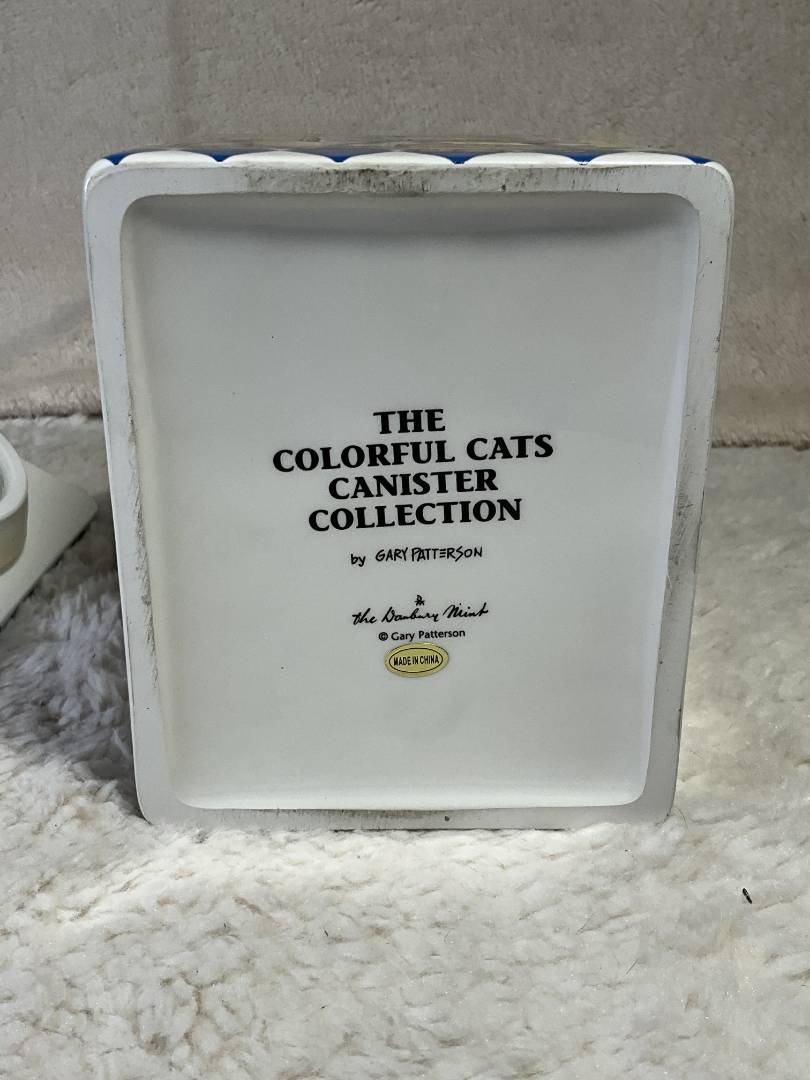 THE
COLORFUL CATS
CANISTER
COLLECTION
by GARY PATTERSON
the Danbury Mint
© Gary Patterson
MADE IN CHINA